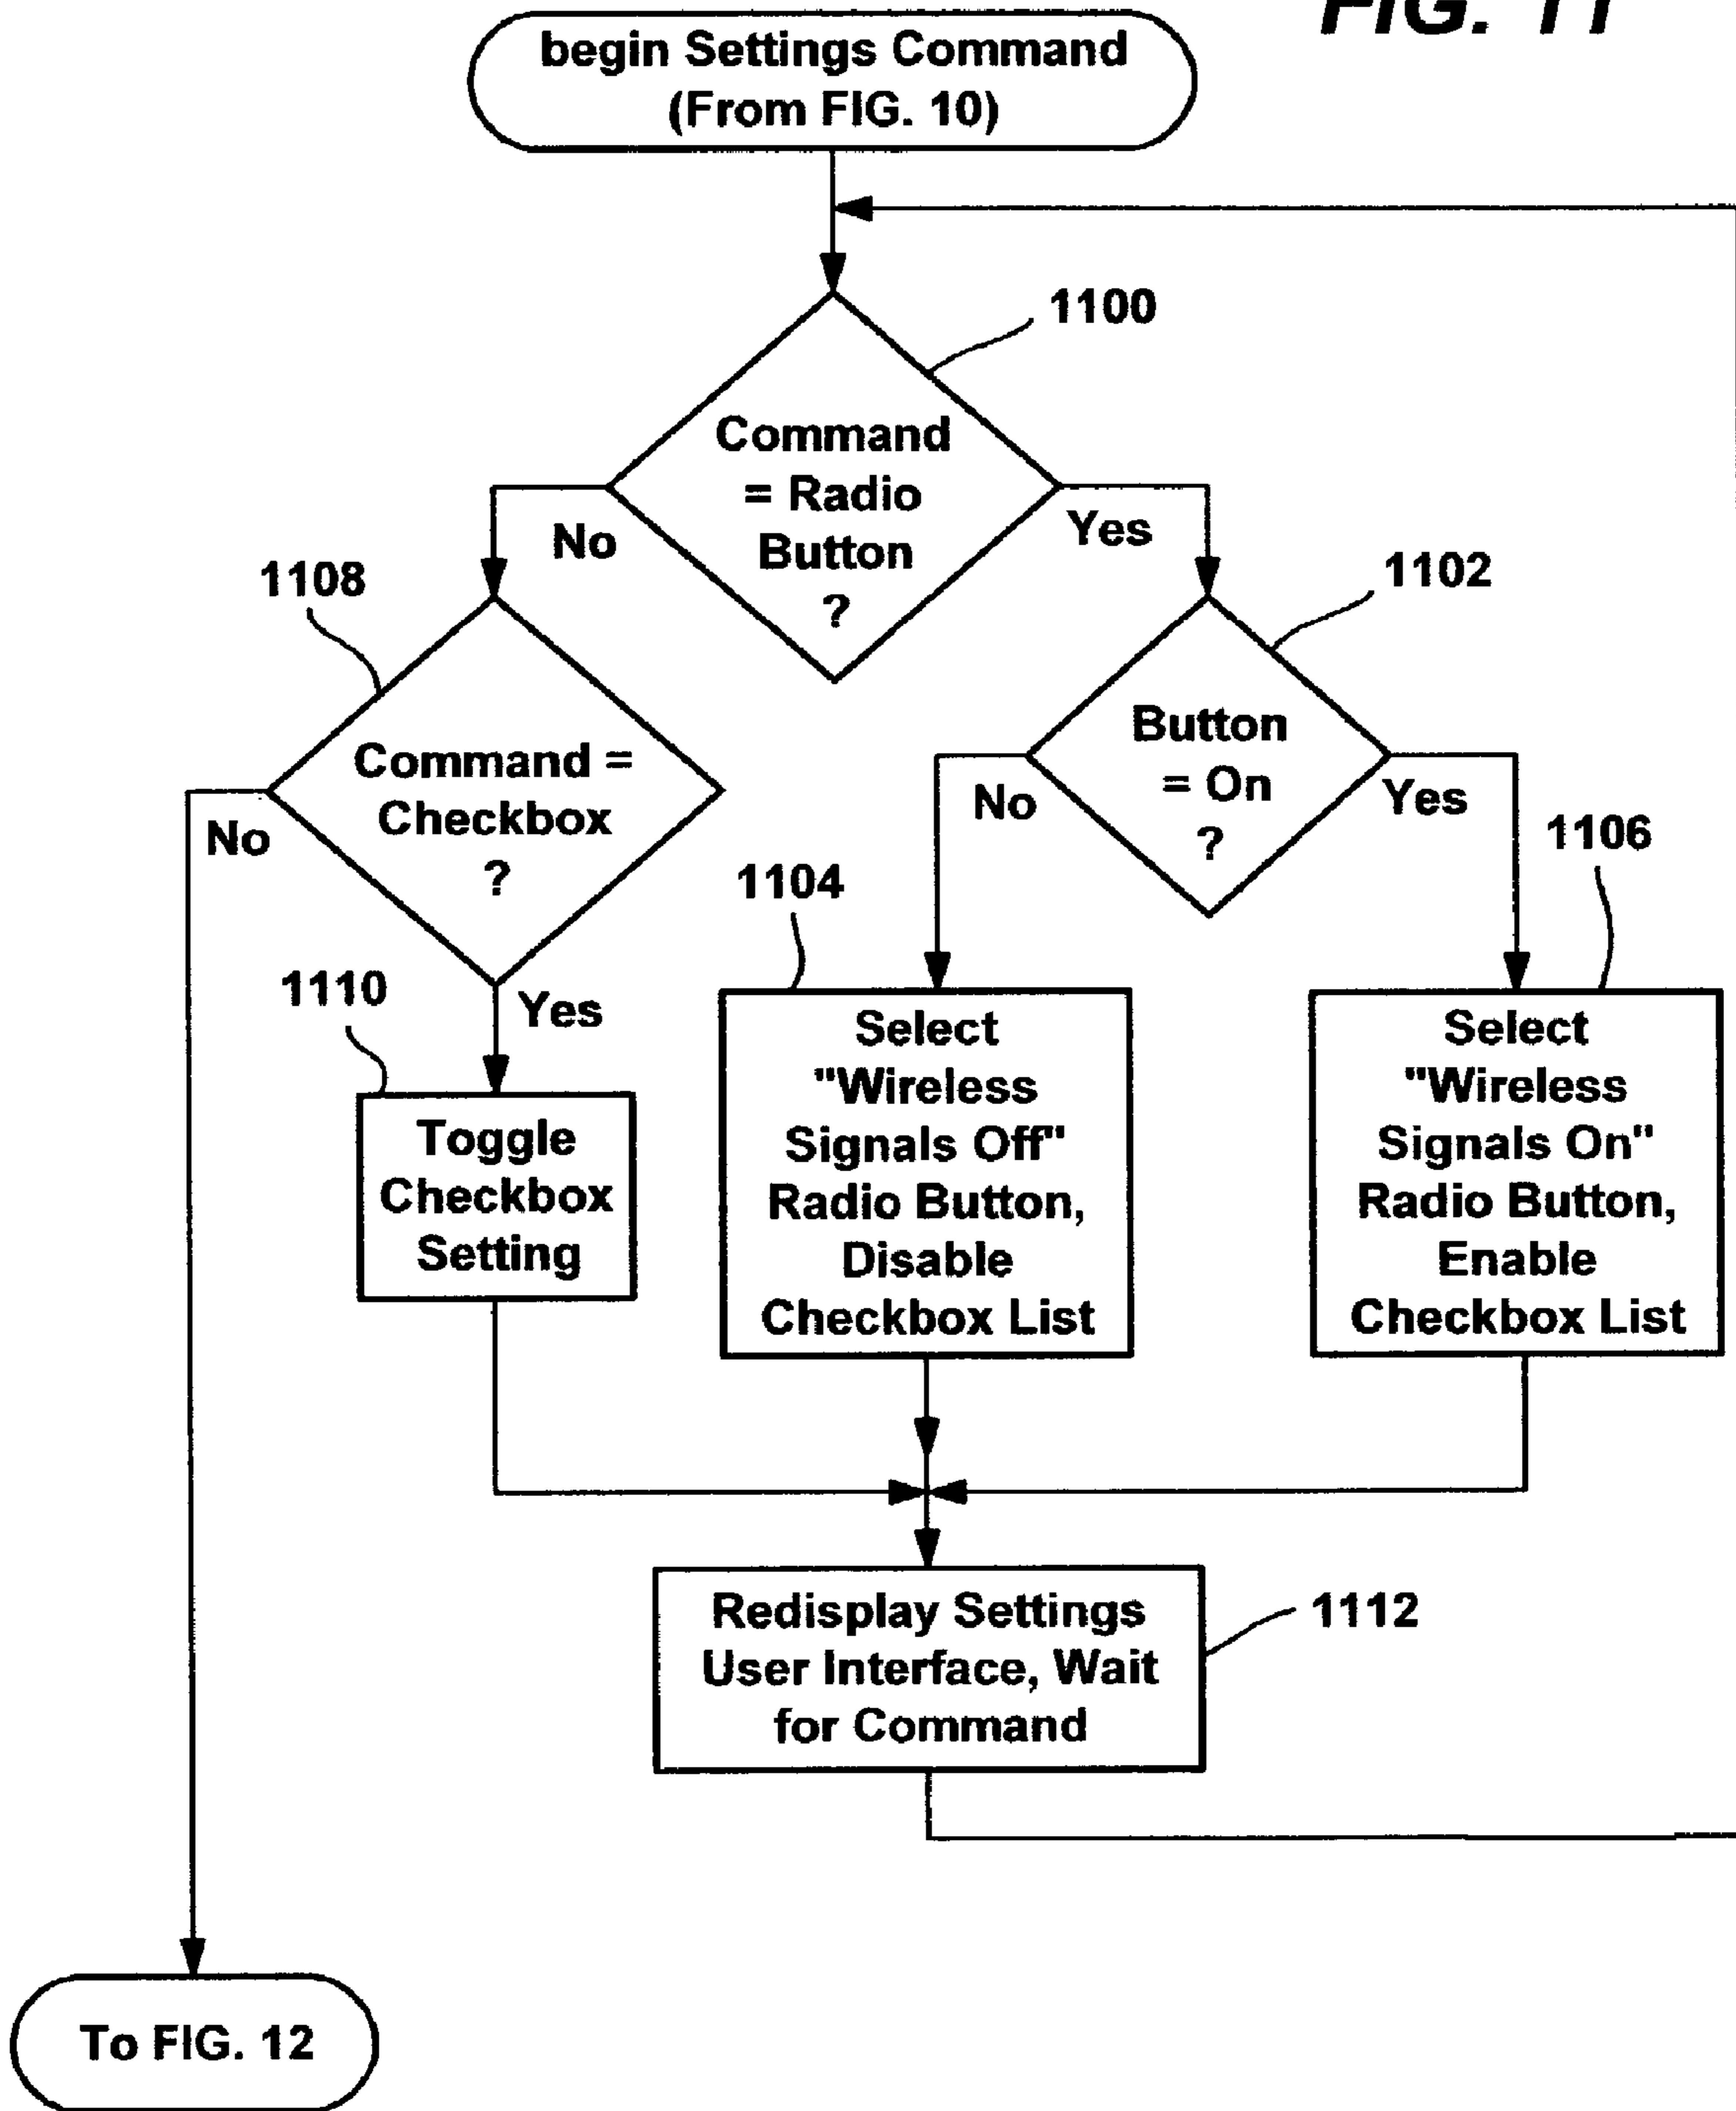 FIG. 11
begin Settings Command
(From FIG. 10)
1100
Command
= Radio
Button
?
No
Yes
1108
1102
Command =
Checkbox
?
No
Yes
Button
= On
?
No
Yes
1104
1106
1110
Toggle
Checkbox
Setting
Select
"Wireless
Signals Off"
Radio Button,
Disable
Checkbox List
Select
"Wireless
Signals On"
Radio Button,
Enable
Checkbox List
Redisplay Settings
User Interface, Wait
for Command
1112
To FIG. 12